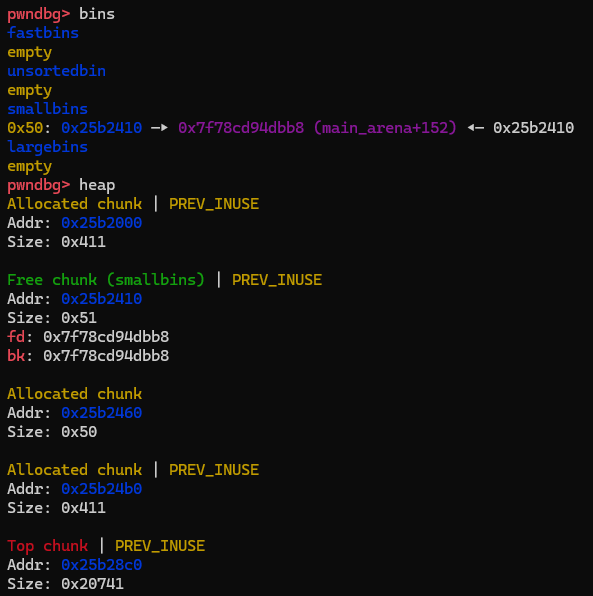 pwndbg> bins
fastbins
empty
unsortedbin
empty
smallbins
0x50: 0x25b2410 —▸ 0x7f78cd94dbb8 (main_arena+152) ◂— 0x25b2410
largebins
empty
pwndbg> heap
Allocated chunk | PREV_INUSE
Addr: 0x25b2000
Size: 0x411

Free chunk (smallbins) | PREV_INUSE
Addr: 0x25b2410
Size: 0x51
fd: 0x7f78cd94dbb8
bk: 0x7f78cd94dbb8

Allocated chunk
Addr: 0x25b2460
Size: 0x50

Allocated chunk | PREV_INUSE
Addr: 0x25b24b0
Size: 0x411

Top chunk | PREV_INUSE
Addr: 0x25b28c0
Size: 0x20741